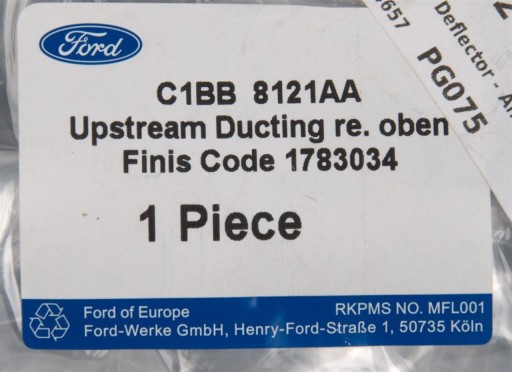 Ford
C1BB 8121AA
Upstream Ducting re. oben
Finis Code 1783034
1 Piece
Ford of Europe
Ford-Werke GmbH, Henry-Ford-Straße 1, 50735 Köln
RKPMS NO. MFL001
Deflector - Ai
PG075